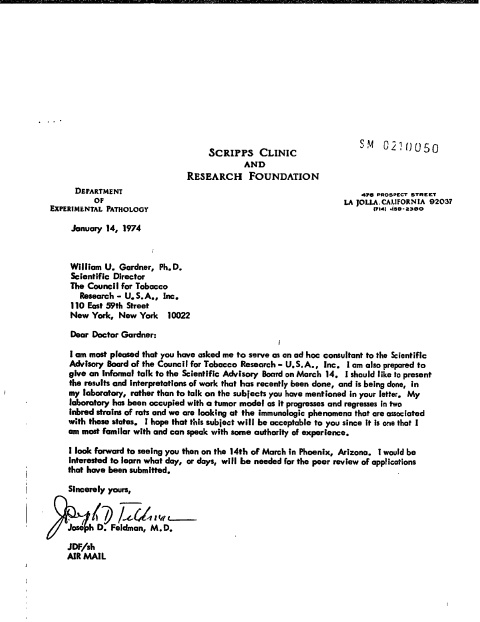 SM 0210050
SCRIPPS CLINIC
AND
RESEARCH FOUNDATION
DEPARTMENT
OF
EXPERIMENTAL PATHOLOGY
476 PROSPECT STREET
LA JOLLA, CALIFORNIA 92037
January 14, 1974
William U. Gardner, Ph.D.
Scientific Director
The Council for Tobacco
Research - U.S.A., Inc.
110 East 59th Street
New York, New York 10022
Dear Doctor Gardner:
I am most pleased that you have asked me to serve as an ad hoc consultant to the Scientific
Advisory Board of the Council for Tobacco Research - U.S.A., Inc. I am also prepared to
give an informal talk to the Scientific Advisory Board on March 14. I should like to present
the results and interpretations of work that has recently been done, and is being done, in
my laboratory, rather than to talk on the subjects you have mentioned in your letter. My
laboratory has been occupied with a tumor model as it progresses and regresses in two
inbred strains of rats and we are looking at the immunologic phenomena that are associated
with these states. I hope that this subject will be acceptable to you since it is one that I
am most familar with and can speak with some authority of experience.
I look forward to seeing you then on the 14th of March in Phoenix, Arizona. I would be
interested to learn what day, or days, will be needed for the peer review of applications
that have been submitted.
Sincerely yours,
Joseph D Feldman
Joseph D. Feldman, M.D.
JDF/sh
AIR MAIL